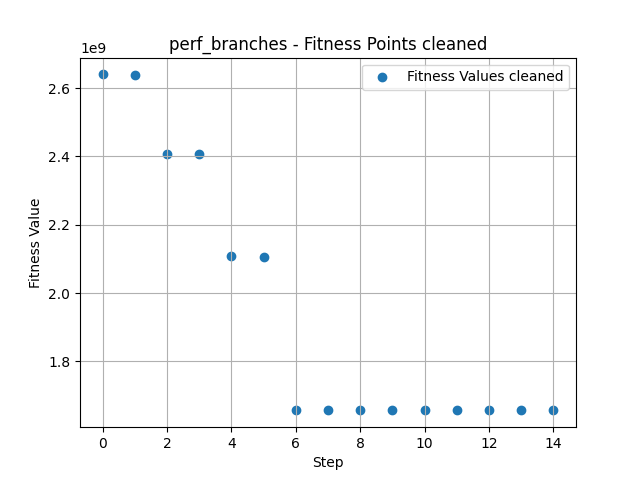 perf_branches - Fitness Points cleaned
1e9
Fitness Values cleaned
2.6
2.4
2.2
2.0
1.8
Fitness Value
0 2 4 6 8 10 12 14
Step